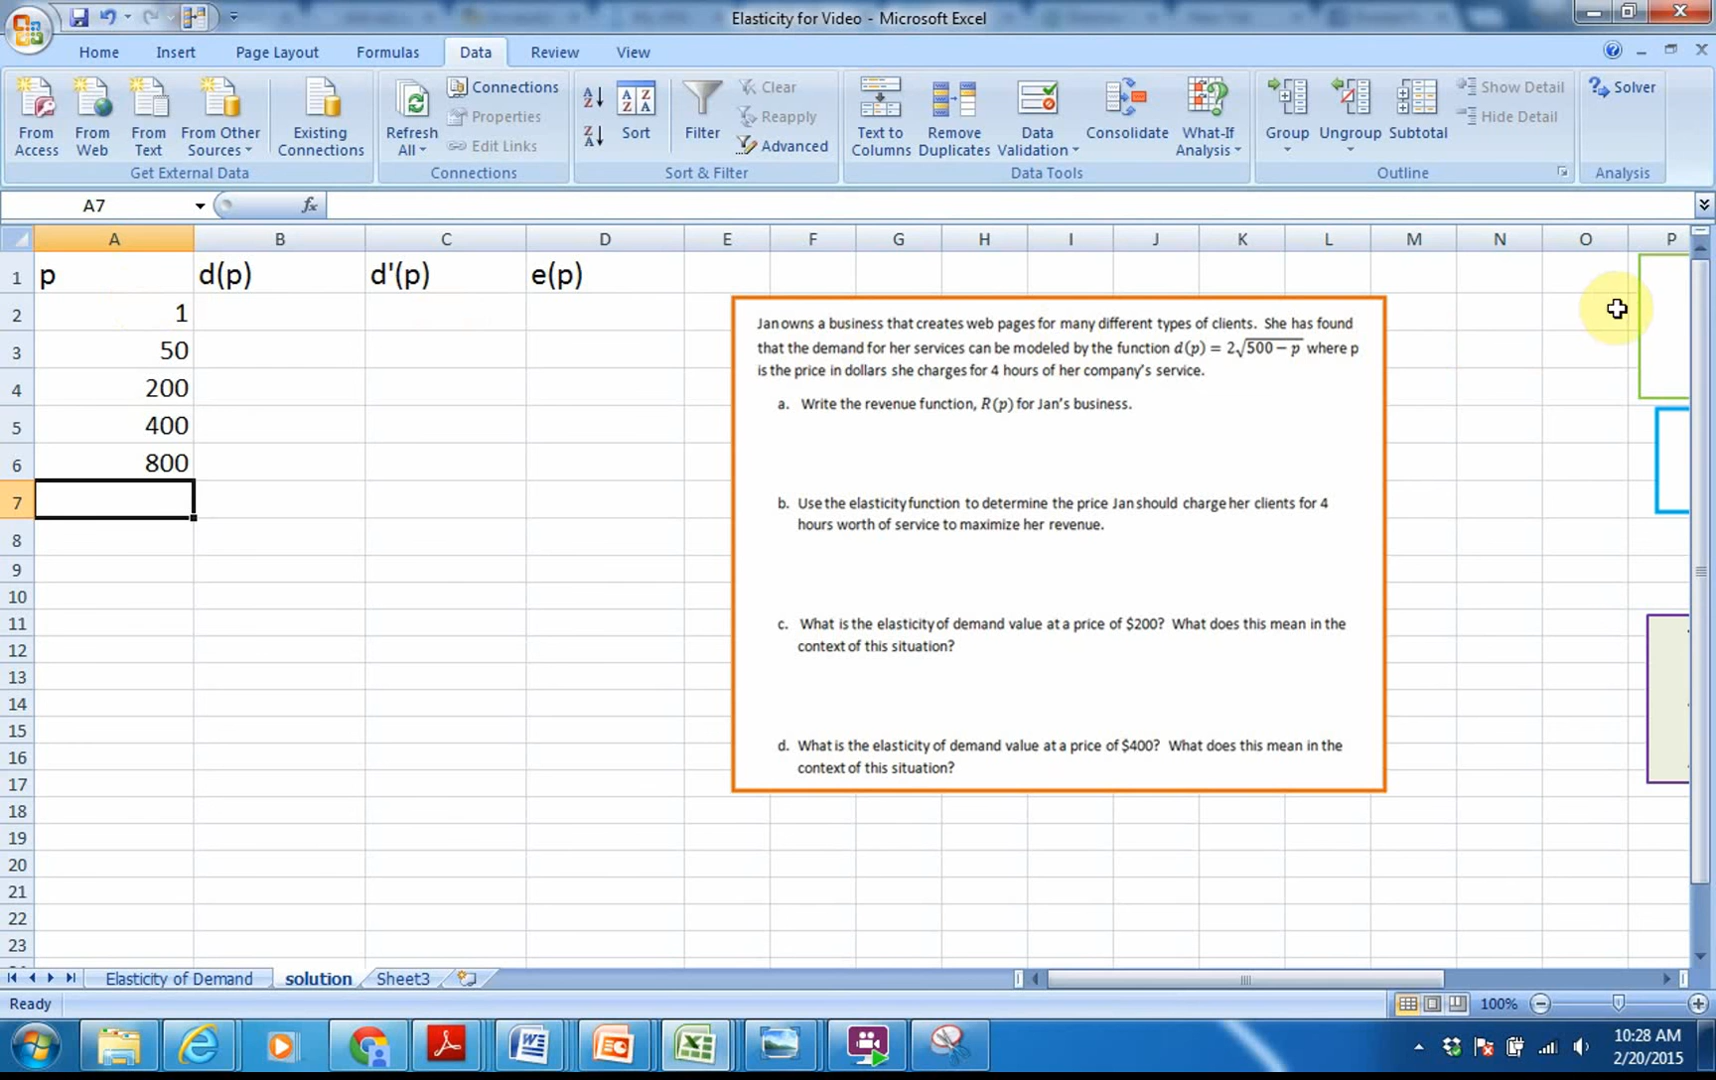 Elasticity for Video - Microsoft Excel
Home Insert Page Layout Formulas Data Review View
From Access
From Web
From Text
From Other Sources
Existing Connections
Get External Data
Refresh All
Connections
Properties
Edit Links
Connections
Sort
Filter
Clear
Reapply
Advanced
Sort & Filter
Text to Columns
Remove Duplicates
Data Validation
Consolidate
What-If Analysis
Data Tools
Group
Ungroup
Subtotal
Show Detail
Hide Detail
Outline
Solver
Analysis
A7 fx
A B C D E F G H I J K L M N O P
1 p d(p) d'(p) e(p)
2 1
3 50
4 200
5 400
6 800
7
8
9
10
11
12
13
14
15
16
17
18
19
20
21
22
23
Jan owns a business that creates web pages for many different types of clients. She has found
that the demand for her services can be modeled by the function d(p) = 2√500 − p where p
is the price in dollars she charges for 4 hours of her company's service.
a. Write the revenue function, R(p) for Jan's business.
b. Use the elasticity function to determine the price Jan should charge her clients for 4
hours worth of service to maximize her revenue.
c. What is the elasticity of demand value at a price of $200? What does this mean in the
context of this situation?
d. What is the elasticity of demand value at a price of $400? What does this mean in the
context of this situation?
Elasticity of Demand solution Sheet3
Ready 100%
10:28 AM
2/20/2015